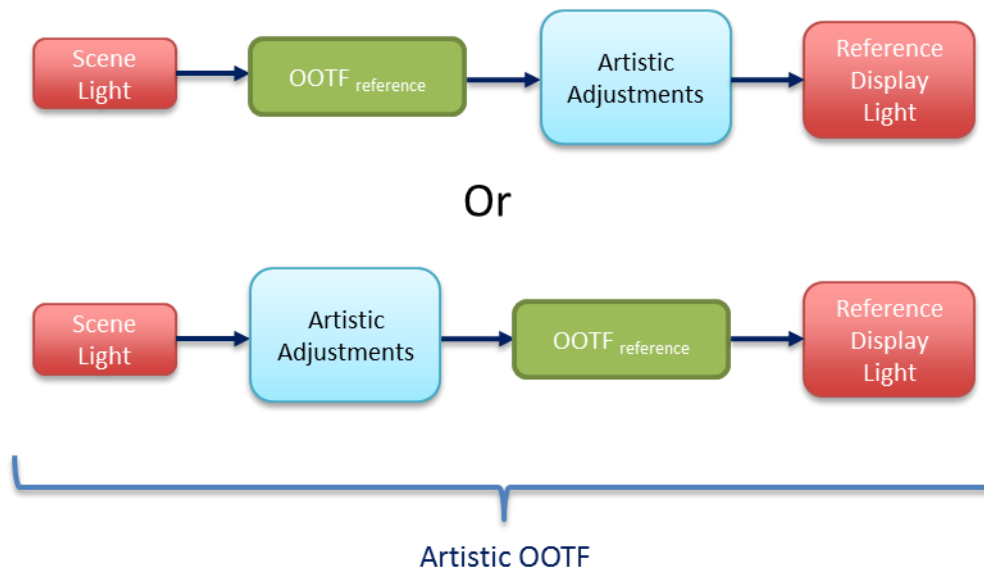 Scene
Light
OOTF reference
Artistic
Adjustments
Reference
Display
Light
Or
Scene
Light
Artistic
Adjustments
OOTF reference
Reference
Display
Light
Artistic OOTF